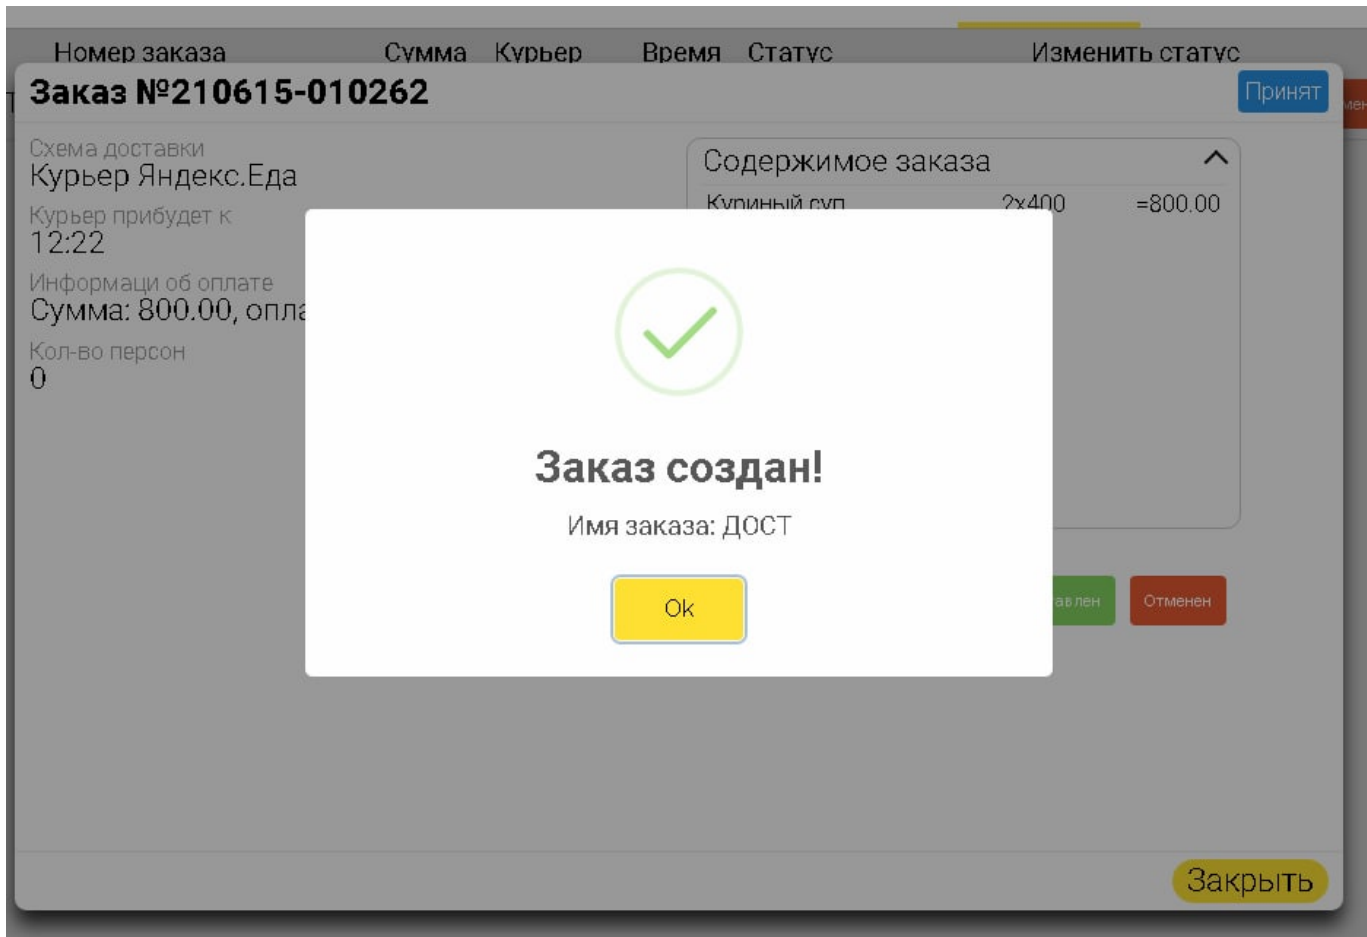 Номер заказа Сумма Курьер Время Статус Изменить статус
Заказ №210615-010262 Принят
Схема доставки
Курьер Яндекс.Еда
Содержимое заказа
Куриный суп 2x400 =800.00
Курьер прибудет к
12:22
Информаци об оплате
Сумма: 800.00,
Кол-во персон
0
Заказ создан!
Имя заказа: ДОСТ
Ok
Отменен
Закрыть